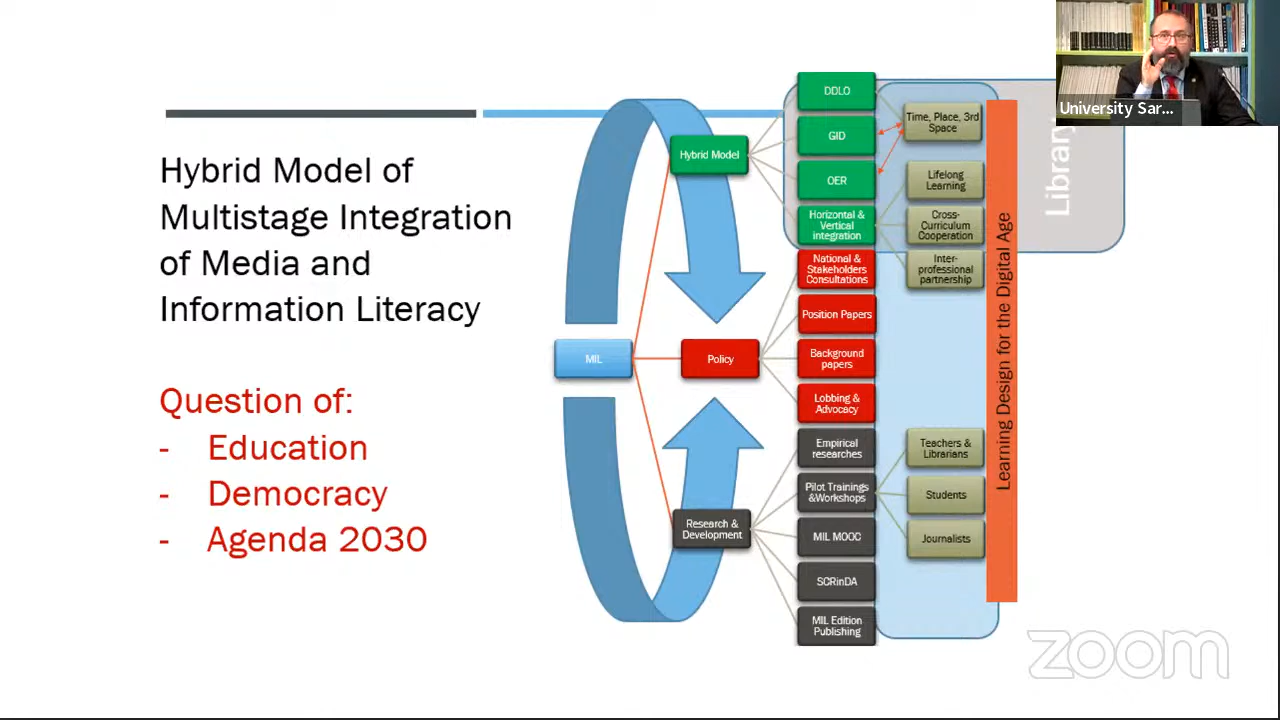 Hybrid Model of
Multistage Integration
of Media and
Information Literacy
Question of:
- Education
- Democracy
- Agenda 2030
MIL
Hybrid Model
Policy
Research &
Development
DDLO
GID
OER
Horizontal &
Vertical
integration
National &
Stakeholders
Consultations
Position Papers
Background
papers
Lobbing &
Advocacy
Empirical
researches
Pilot Trainings
&Workshops
MIL MOOC
SCRinDA
MIL Edition
Publishing
Time, Place, 3rd
Space
Lifelong
Learning
Cross-
Curriculum
Cooperation
Inter-
professional
partnership
Teachers &
Librarians
Students
Journalists
Learning Design for the Digital Age
Library
University Sar...
zoom